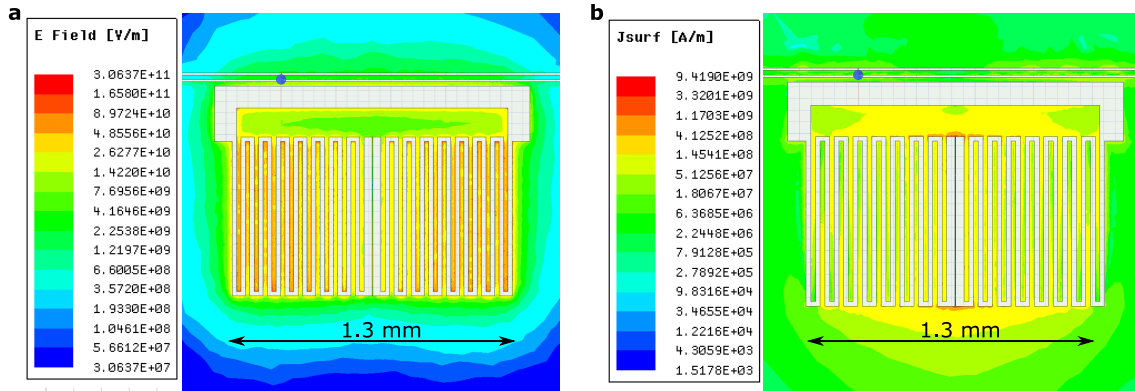 a
E Field [V/m]
3.0637E+11
1.6580E+11
8.9724E+10
4.8556E+10
2.6277E+10
1.4220E+10
7.6956E+09
4.1646E+09
2.2538E+09
1.2197E+09
6.6005E+08
3.5720E+08
1.9330E+08
1.0461E+08
5.6612E+07
3.0637E+07
1.3 mm
b
Jsurf [A/m]
9.4190E+09
3.3201E+09
1.1703E+09
4.1252E+08
1.4541E+08
5.1256E+07
1.8067E+07
6.3685E+06
2.2448E+06
7.9128E+05
2.7892E+05
9.8316E+04
3.4655E+04
1.2216E+04
4.3059E+03
1.5178E+03
1.3 mm